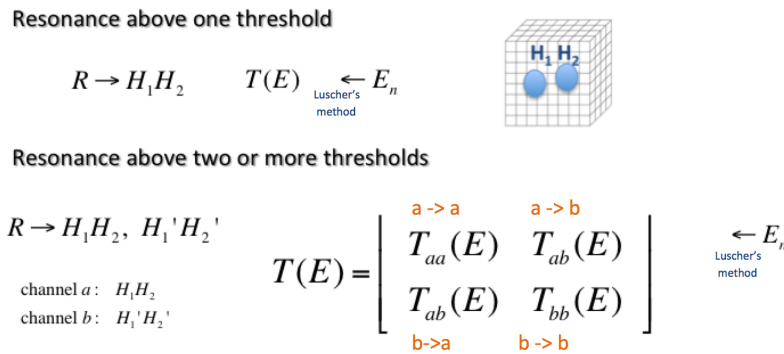 Resonance above one threshold
H₁ H₂
R → H₁H₂ T(E) ← Eₙ
Luscher's
method
Resonance above two or more thresholds
a -> a a -> b
R → H₁H₂, H₁'H₂'
T(E) = [ Tₐₐ(E) Tₐb(E)
Tₐb(E) Tbb(E) ]
← Eₙ
Luscher's
method
channel a : H₁H₂
channel b : H₁'H₂'
b->a b -> b